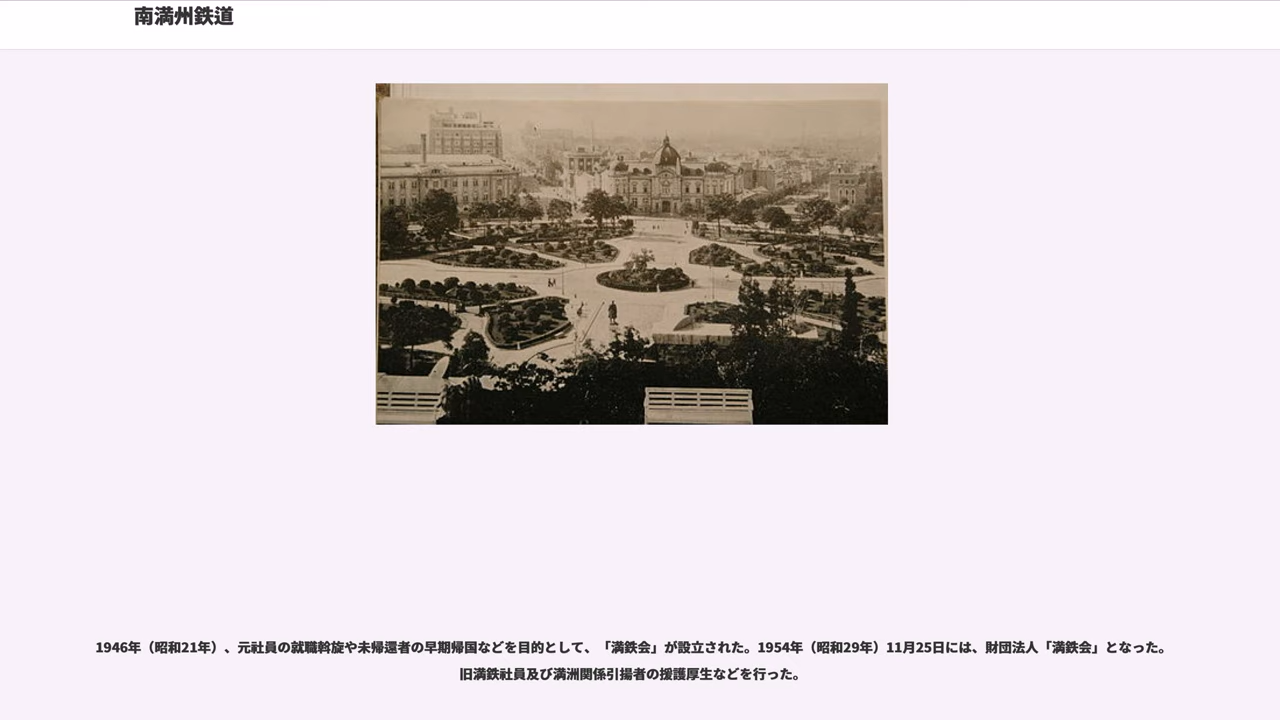 南満州鉄道
1946年（昭和21年）、元社員の就職斡旋や未帰還者の早期帰国などを目的として、「満鉄会」が設立された。1954年（昭和29年）11月25日には、財団法人「満鉄会」となった。
旧満鉄社員及び満洲関係引揚者の援護厚生などを行った。